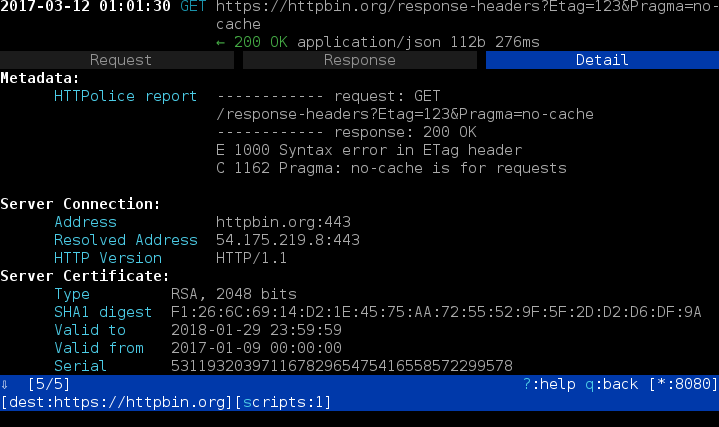 2017-03-12 01:01:30 GET https://httpbin.org/response-headers?Etag=123&Pragma=no-
cache
← 200 OK application/json 112b 276ms
Request Response Detail
Metadata:
HTTPolice report ------------ request: GET
/response-headers?Etag=123&Pragma=no-cache
------------ response: 200 OK
E 1000 Syntax error in ETag header
C 1162 Pragma: no-cache is for requests
Server Connection:
Address httpbin.org:443
Resolved Address 54.175.219.8:443
HTTP Version HTTP/1.1
Server Certificate:
Type RSA, 2048 bits
SHA1 digest F1:26:6C:69:14:D2:1E:45:75:AA:72:55:52:9F:5F:2D:D2:D6:DF:9A
Valid to 2018-01-29 23:59:59
Valid from 2017-01-09 00:00:00
Serial 53119320397116782965475416558572299578
⇩ [5/5] ?:help q:back [*:8080]
[dest:https://httpbin.org][scripts:1]